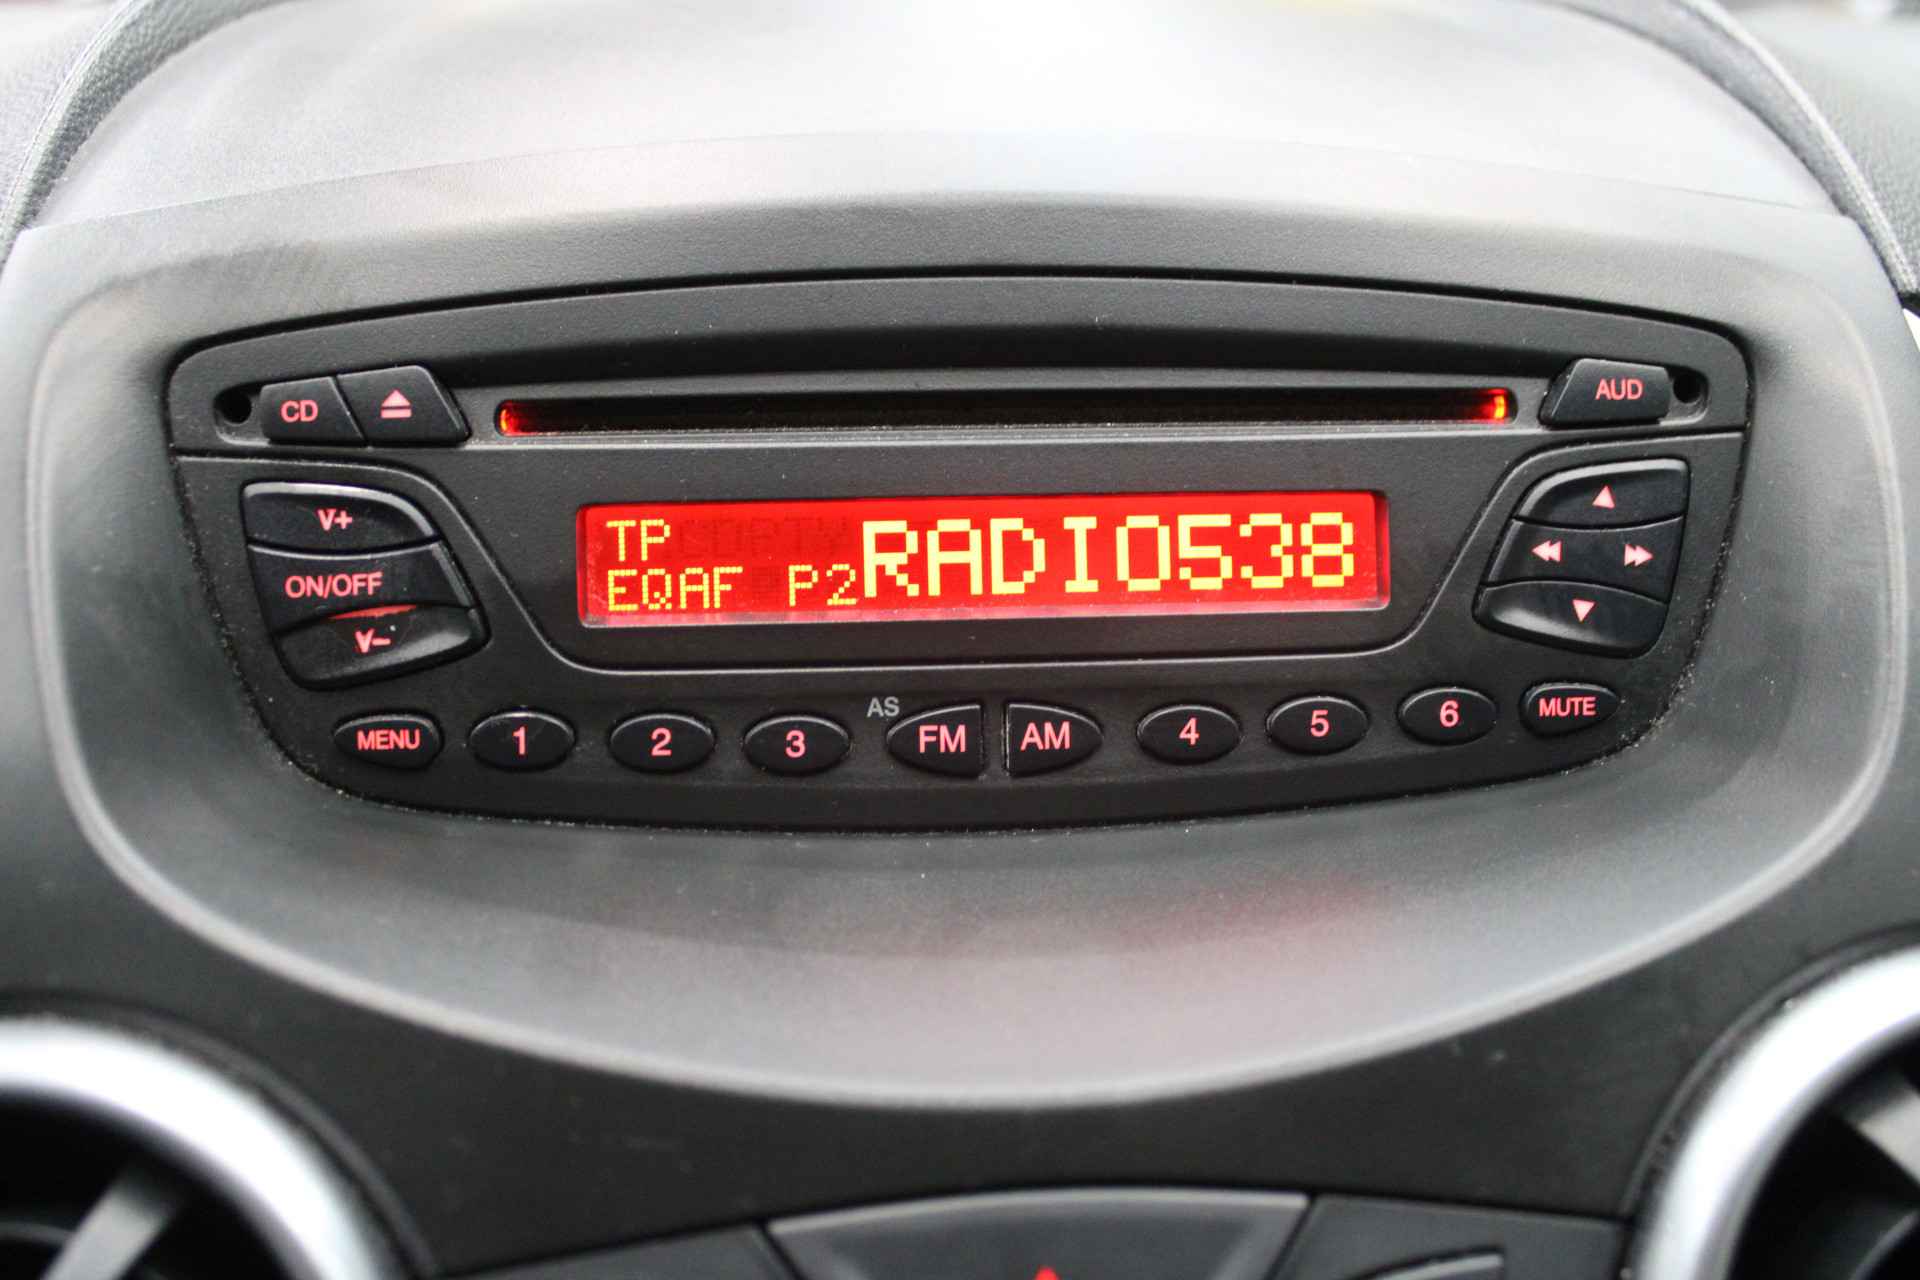 CD
AUD
V+
ON/OFF
V-
TP
EQAF P2
RADIO538
AS
MENU 1 2 3 FM AM 4 5 6 MUTE